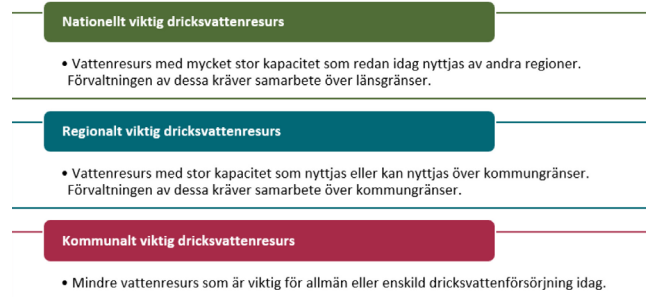 Nationellt viktig dricksvattenresurs
• Vattenresurs med mycket stor kapacitet som redan idag nyttjas av andra regioner.
Förvaltningen av dessa kräver samarbete över länsgränser.
Regionalt viktig dricksvattenresurs
• Vattenresurs med stor kapacitet som nyttjas eller kan nyttjas över kommungränser.
Förvaltningen av dessa kräver samarbete över kommungränser.
Kommunalt viktig dricksvattenresurs
• Mindre vattenresurs som är viktig för allmän eller enskild dricksvattenförsörjning idag.